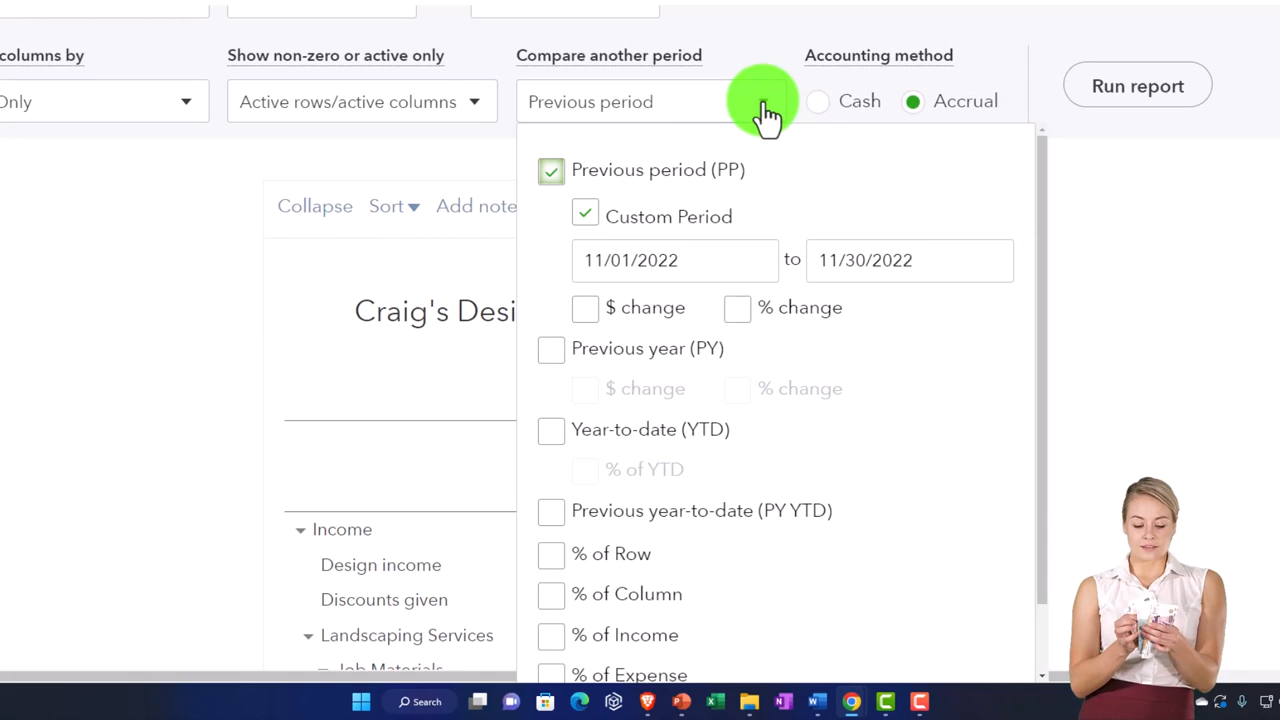 columns by Show non-zero or active only Compare another period Accounting method
Only Active rows/active columns Previous period Cash Accrual Run report
Previous period (PP)
Collapse Sort Add note
Custom Period
11/01/2022 to 11/30/2022
Craig's Desi
$ change % change
Previous year (PY)
$ change % change
Year-to-date (YTD)
% of YTD
Previous year-to-date (PY YTD)
Income
% of Row
Design income
% of Column
Discounts given
Landscaping Services
% of Income
Job Materials
% of Expense
Search